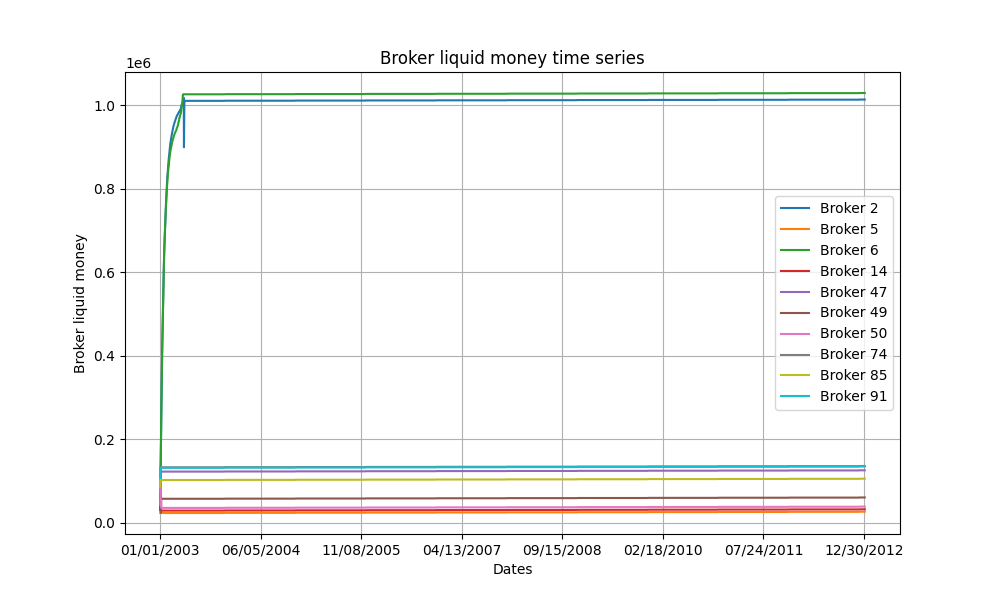 Broker liquid money time series
1e6
1.0
0.8
0.6
0.4
0.2
0.0
Broker liquid money
Broker 2
Broker 5
Broker 6
Broker 14
Broker 47
Broker 49
Broker 50
Broker 74
Broker 85
Broker 91
01/01/2003 06/05/2004 11/08/2005 04/13/2007 09/15/2008 02/18/2010 07/24/2011 12/30/2012
Dates